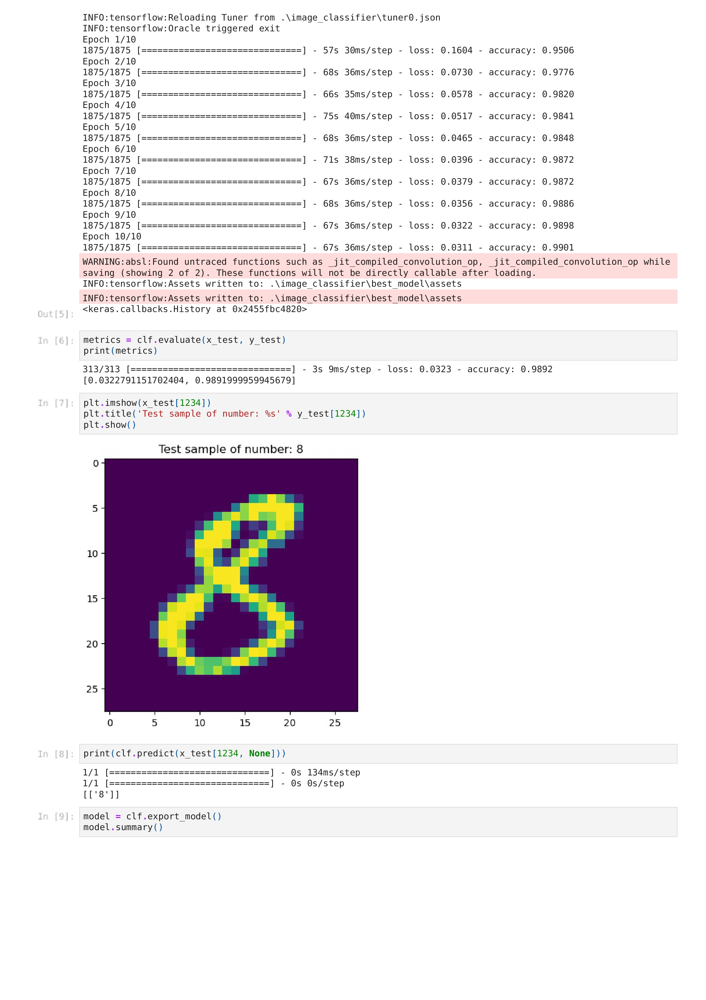 INFO:tensorflow:Reloading Tuner from .\image_classifier\tuner0.json
INFO:tensorflow:Oracle triggered exit
Epoch 1/10
1875/1875 [==============================] - 57s 30ms/step - loss: 0.1604 - accuracy: 0.9506
Epoch 2/10
1875/1875 [==============================] - 68s 36ms/step - loss: 0.0730 - accuracy: 0.9776
Epoch 3/10
1875/1875 [==============================] - 66s 35ms/step - loss: 0.0578 - accuracy: 0.9820
Epoch 4/10
1875/1875 [==============================] - 75s 40ms/step - loss: 0.0517 - accuracy: 0.9841
Epoch 5/10
1875/1875 [==============================] - 68s 36ms/step - loss: 0.0465 - accuracy: 0.9848
Epoch 6/10
1875/1875 [==============================] - 71s 38ms/step - loss: 0.0396 - accuracy: 0.9872
Epoch 7/10
1875/1875 [==============================] - 67s 36ms/step - loss: 0.0379 - accuracy: 0.9872
Epoch 8/10
1875/1875 [==============================] - 68s 36ms/step - loss: 0.0356 - accuracy: 0.9886
Epoch 9/10
1875/1875 [==============================] - 67s 36ms/step - loss: 0.0322 - accuracy: 0.9898
Epoch 10/10
1875/1875 [==============================] - 67s 36ms/step - loss: 0.0311 - accuracy: 0.9901
WARNING:absl:Found untraced functions such as _jit_compiled_convolution_op, _jit_compiled_convolution_op while
saving (showing 2 of 2). These functions will not be directly callable after loading.
INFO:tensorflow:Assets written to: .\image_classifier\best_model\assets
INFO:tensorflow:Assets written to: .\image_classifier\best_model\assets
Out[5]: <keras.callbacks.History at 0x2455fbc4820>
In [6]: metrics = clf.evaluate(x_test, y_test)
print(metrics)
313/313 [==============================] - 3s 9ms/step - loss: 0.0323 - accuracy: 0.9892
[0.0322791151702404, 0.9891999959945679]
In [7]: plt.imshow(x_test[1234])
plt.title('Test sample of number: %s' % y_test[1234])
plt.show()
Test sample of number: 8
0
5
10
15
20
25
0 5 10 15 20 25
In [8]: print(clf.predict(x_test[1234, None]))
1/1 [==============================] - 0s 134ms/step
1/1 [==============================] - 0s 0s/step
[['8']]
In [9]: model = clf.export_model()
model.summary()